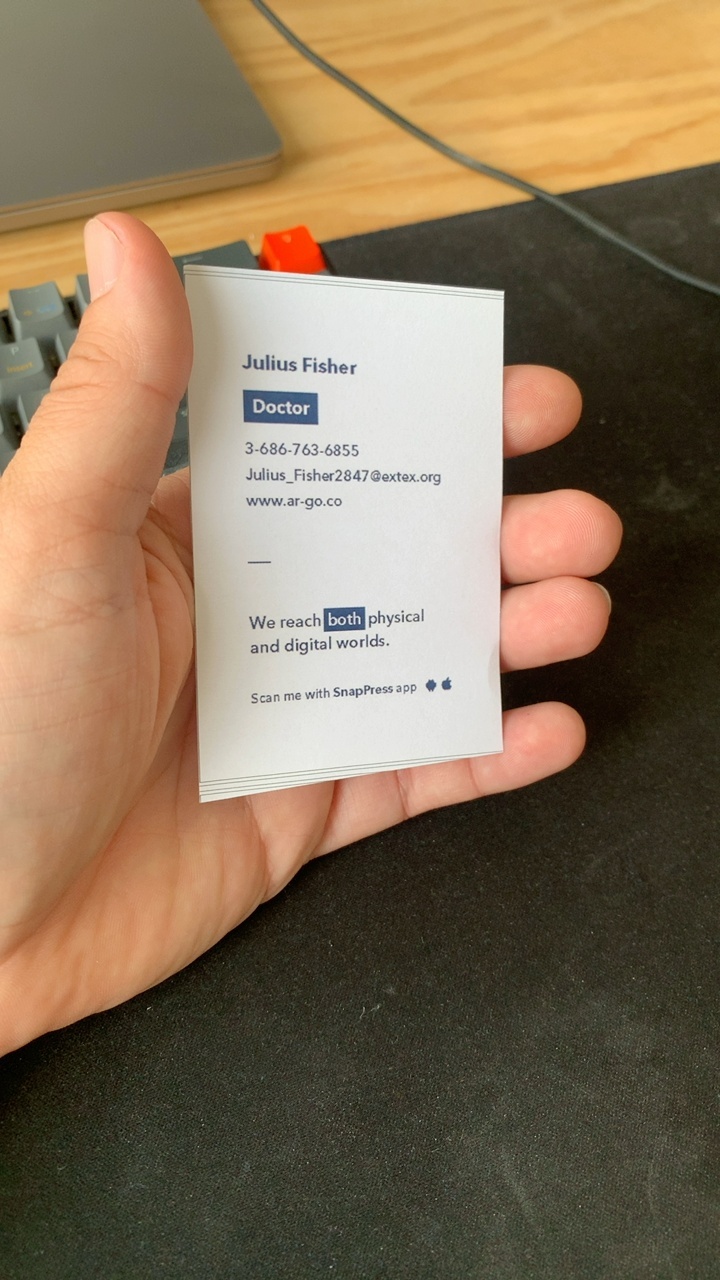 Julius Fisher
Doctor
3-686-763-6855
Julius_Fisher2847@extex.org
www.ar-go.co
We reach both physical
and digital worlds.
Scan me with SnapPress app